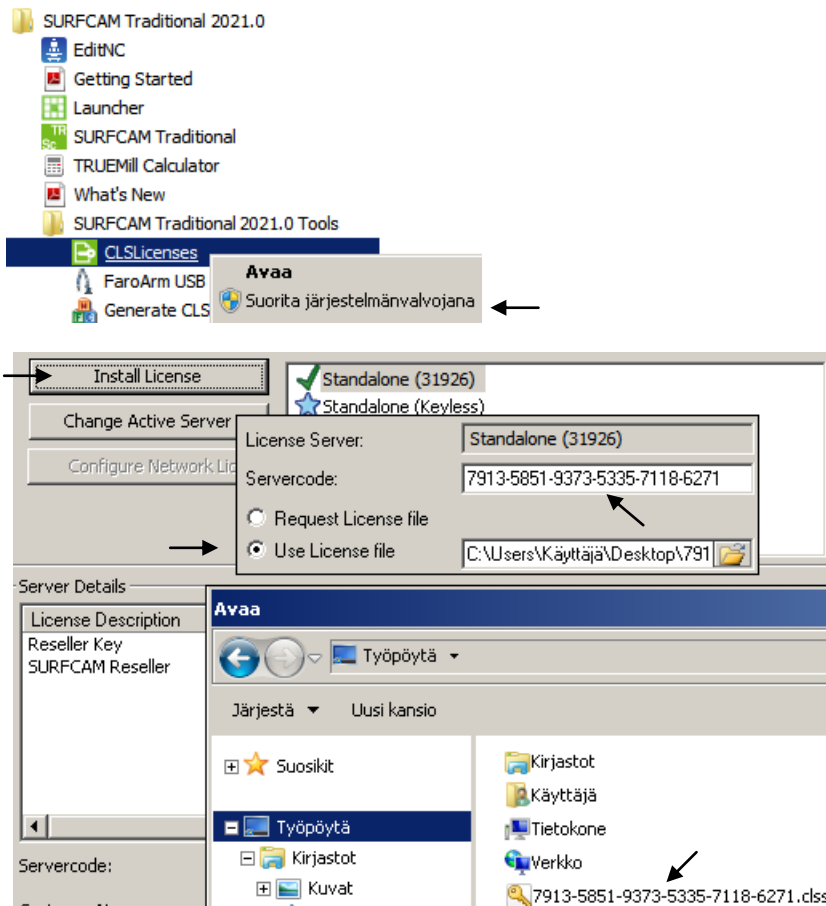 SURFCAM Traditional 2021.0
EditNC
Getting Started
Launcher
SURFCAM Traditional
TRUEMill Calculator
What's New
SURFCAM Traditional 2021.0 Tools
CLSLicenses
Avaa
FaroArm USB
Suorita järjestelmänvalvojana
Generate CLS
Install License
Standalone (31926)
Standalone (Keyless)
Change Active Server
License Server:
Standalone (31926)
Configure Network Lic
Servercode:
7913-5851-9373-5335-7118-6271
Request License file
Use License file
C:\Users\Käyttäjä\Desktop\791
Server Details
License Description
Reseller Key
SURFCAM Reseller
Avaa
Työpöytä
Järjestä
Uusi kansio
Suosikit
Kirjastot
Käyttäjä
Työpöytä
Tietokone
Kirjastot
Verkko
Servercode:
Kuvat
7913-5851-9373-5335-7118-6271.clss